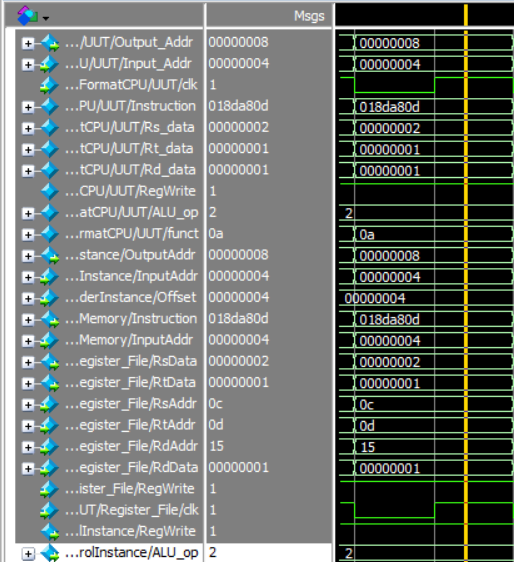 Msgs
.../UUT/Output_Addr 00000008 00000008
...U/UUT/Input_Addr 00000004 00000004
...FormatCPU/UUT/clk 1
...PU/UUT/Instruction 018da80d 018da80d
...tCPU/UUT/Rs_data 00000002 00000002
...tCPU/UUT/Rt_data 00000001 00000001
...tCPU/UUT/Rd_data 00000001 00000001
...CPU/UUT/RegWrite 1
...atCPU/UUT/ALU_op 2 2
...rmatCPU/UUT/funct 0a 0a
...stance/OutputAddr 00000008 00000008
...Instance/InputAddr 00000004 00000004
...derInstance/Offset 00000004 00000004
...Memory/Instruction 018da80d 018da80d
...Memory/InputAddr 00000004 00000004
...egister_File/RsData 00000002 00000002
...egister_File/RtData 00000001 00000001
...egister_File/RsAddr 0c 0c
...egister_File/RtAddr 0d 0d
...egister_File/RdAddr 15 15
...egister_File/RdData 00000001 00000001
...ister_File/RegWrite 1
...UT/Register_File/clk 1
...lInstance/RegWrite 1
...rolInstance/ALU_op 2 2